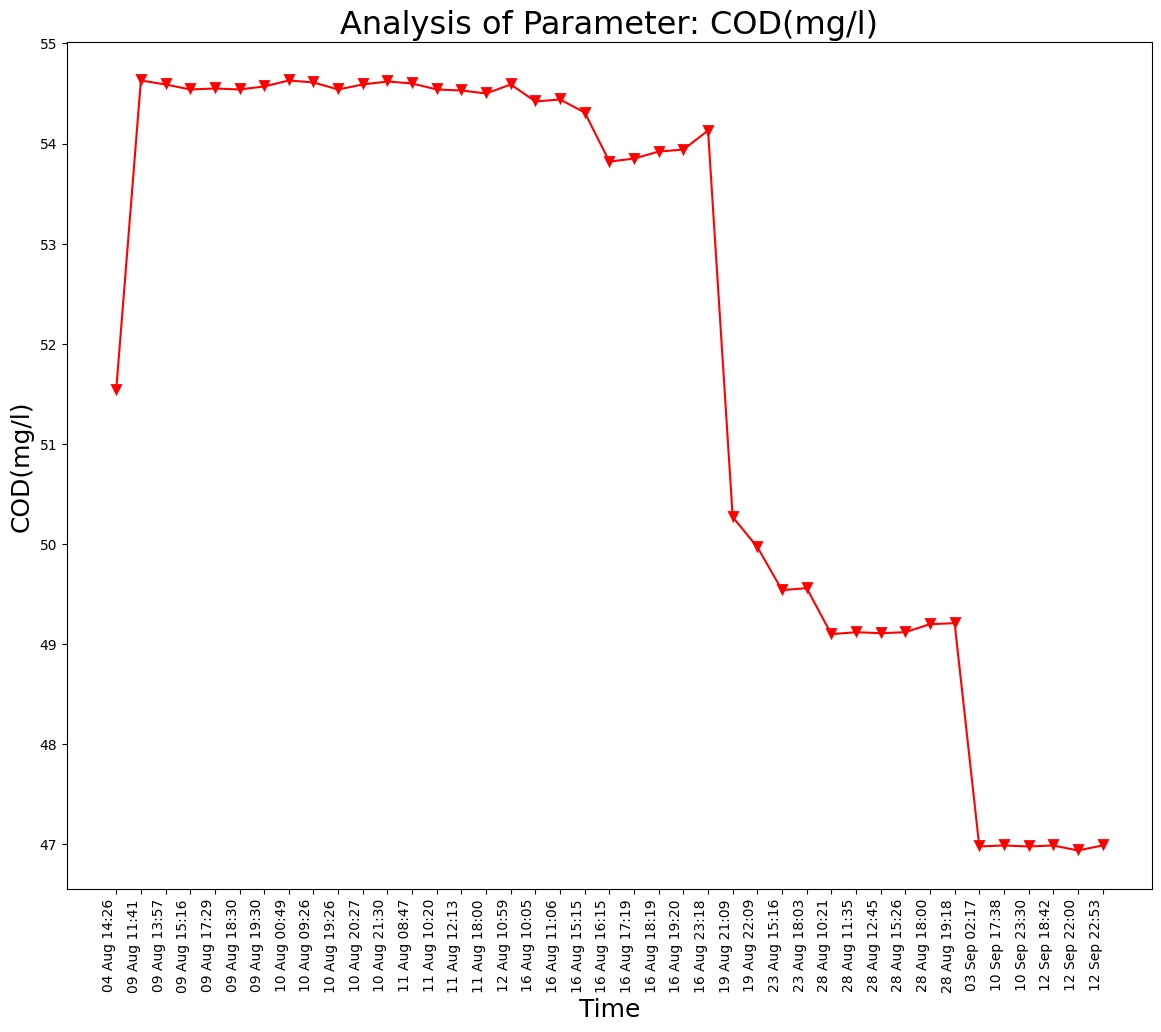 Analysis of Parameter: COD(mg/l)
55
54
53
52
51
50
49
48
47
COD(mg/l)
04 Aug 14:26
09 Aug 11:41
09 Aug 13:57
09 Aug 15:16
09 Aug 17:29
09 Aug 18:30
09 Aug 19:30
10 Aug 00:49
10 Aug 09:26
10 Aug 19:26
10 Aug 20:27
10 Aug 21:30
11 Aug 08:47
11 Aug 10:20
11 Aug 12:13
11 Aug 18:00
12 Aug 10:59
16 Aug 10:05
16 Aug 11:06
16 Aug 15:15
16 Aug 16:15
16 Aug 17:19
16 Aug 18:19
16 Aug 19:20
16 Aug 23:18
19 Aug 21:09
19 Aug 22:09
23 Aug 15:16
23 Aug 18:03
28 Aug 10:21
28 Aug 11:35
28 Aug 12:45
28 Aug 15:26
28 Aug 18:00
28 Aug 19:18
03 Sep 02:17
10 Sep 17:38
10 Sep 23:30
12 Sep 18:42
12 Sep 22:00
12 Sep 22:53
Time